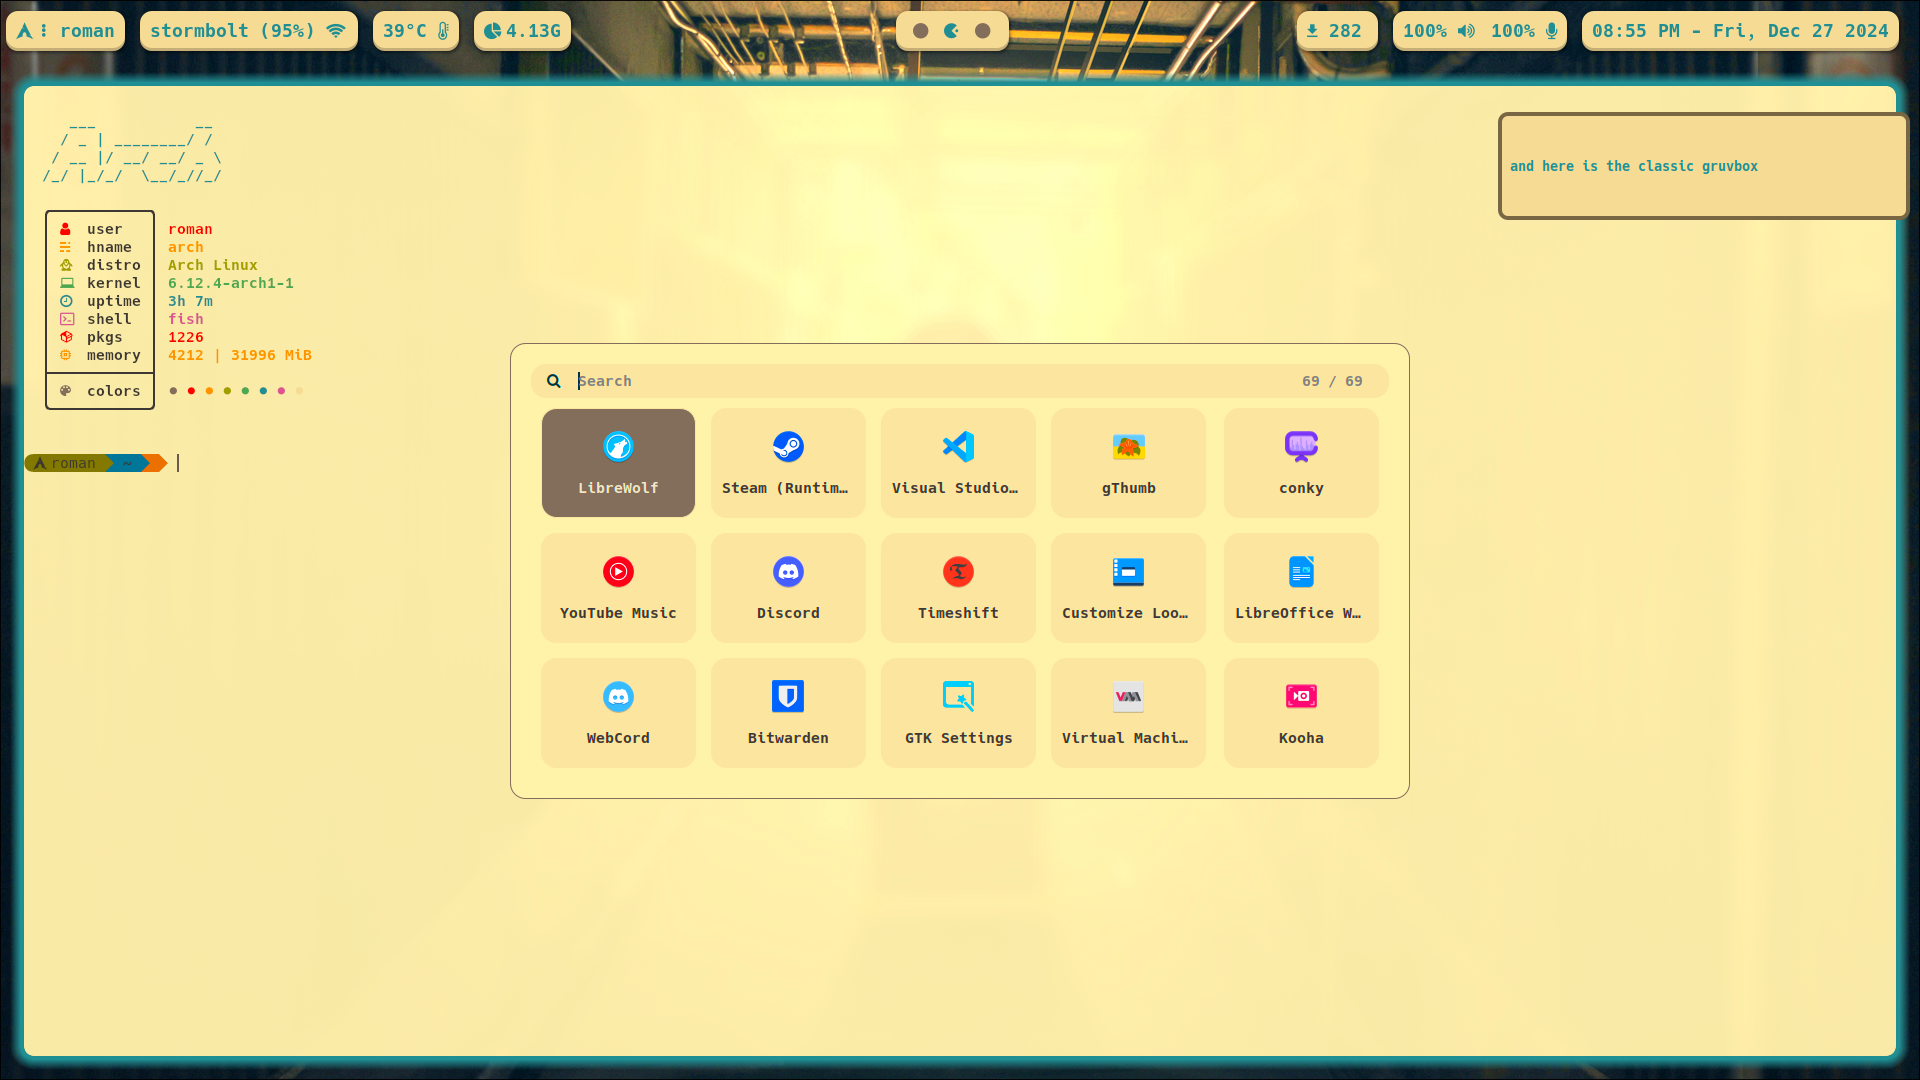 roman
stormbolt (95%)
39°C
4.13G
282
100% 100%
08:55 PM - Fri, Dec 27 2024
and here is the classic gruvbox
user roman
hname arch
distro Arch Linux
kernel 6.12.4-arch1-1
uptime 3h 7m
shell fish
pkgs 1226
memory 4212 | 31996 MiB
colors
roman ~
Search 69 / 69
LibreWolf
Steam (Runtim…
Visual Studio…
gThumb
conky
YouTube Music
Discord
Timeshift
Customize Loo…
LibreOffice W…
WebCord
Bitwarden
GTK Settings
Virtual Machi…
Kooha